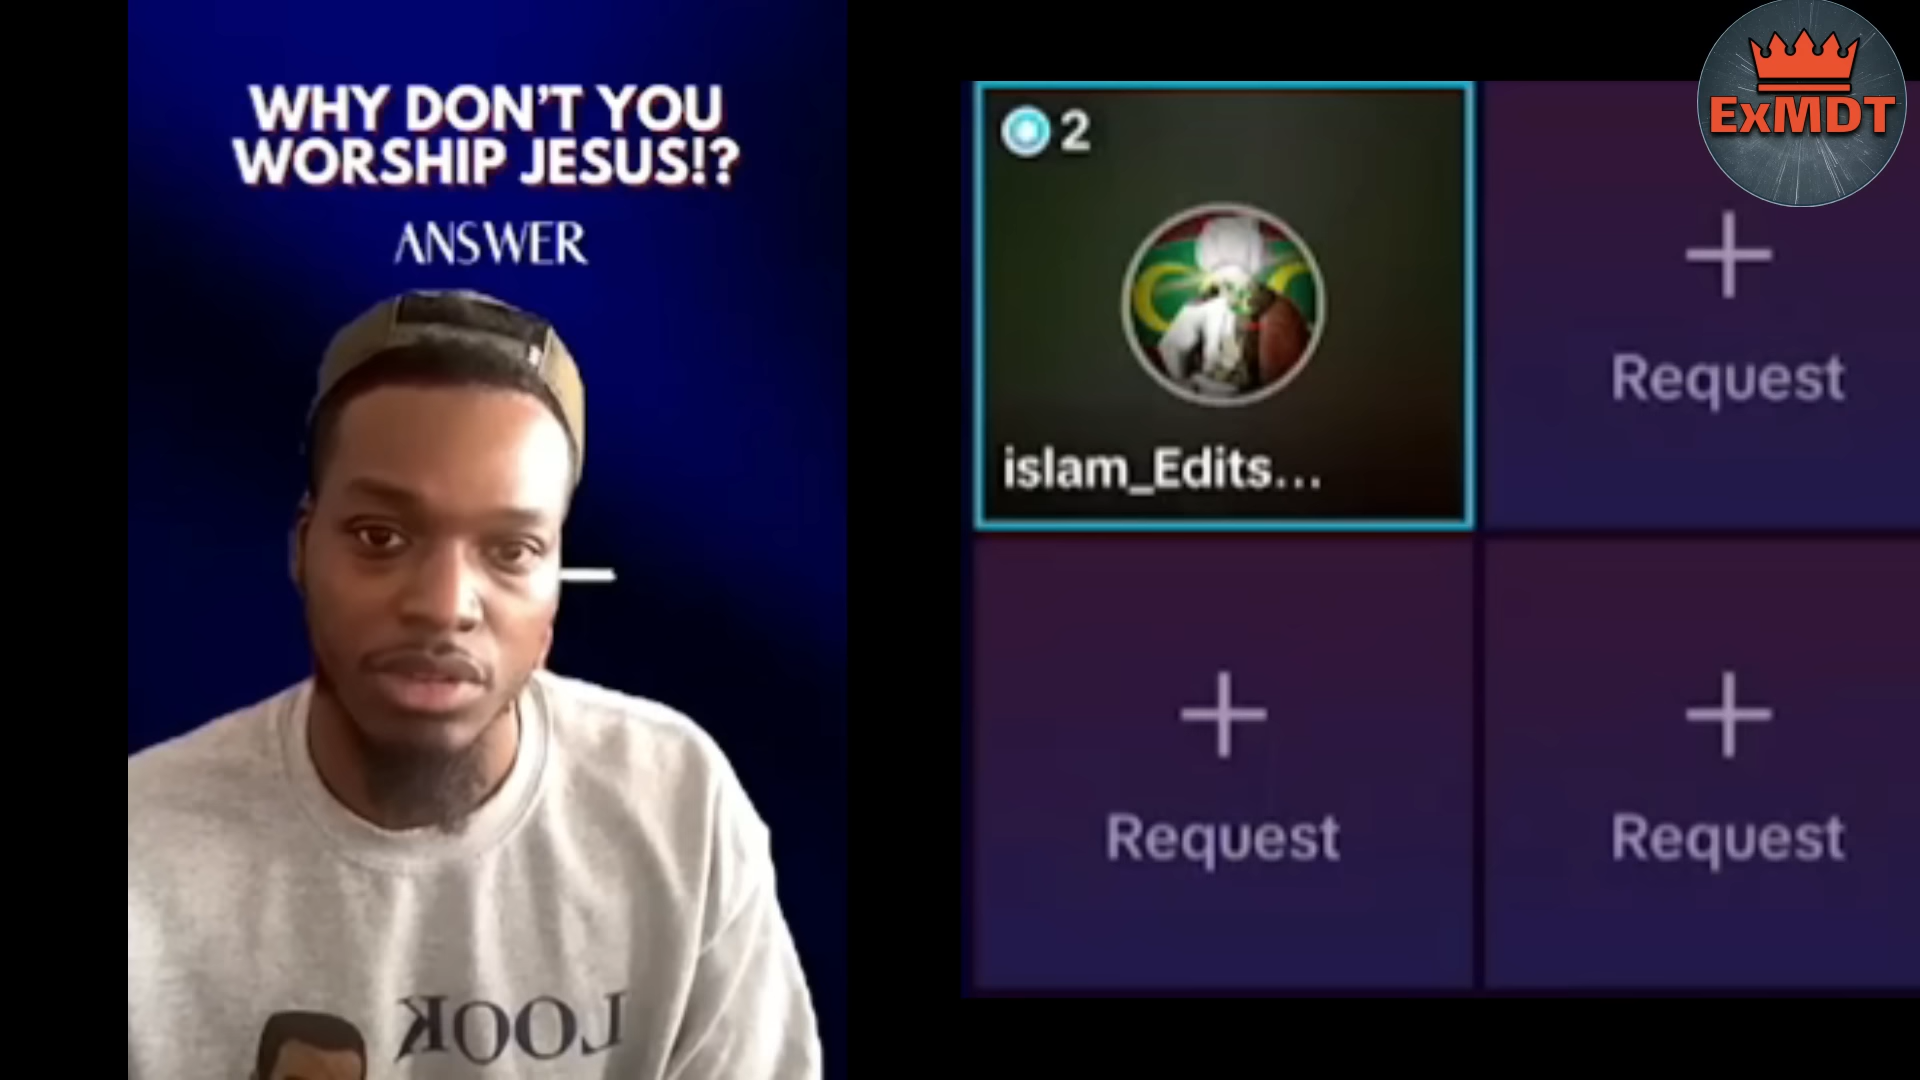 WHY DON'T YOU
WORSHIP JESUS!?
ANSWER
LOOK
2
islam_Edits...
Request
Request
Request
ExMDT